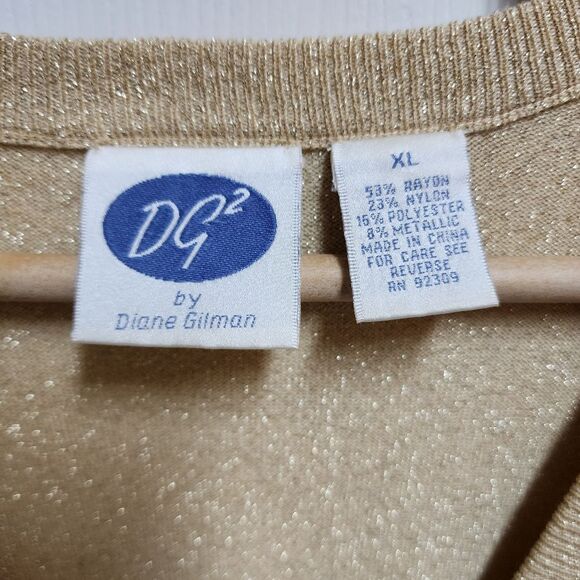 DG2
by
Diane Gilman
XL
53% RAYON
23% NYLON
16% POLYESTER
8% METALLIC
MADE IN CHINA
FOR CARE SEE
REVERSE
RN 92309